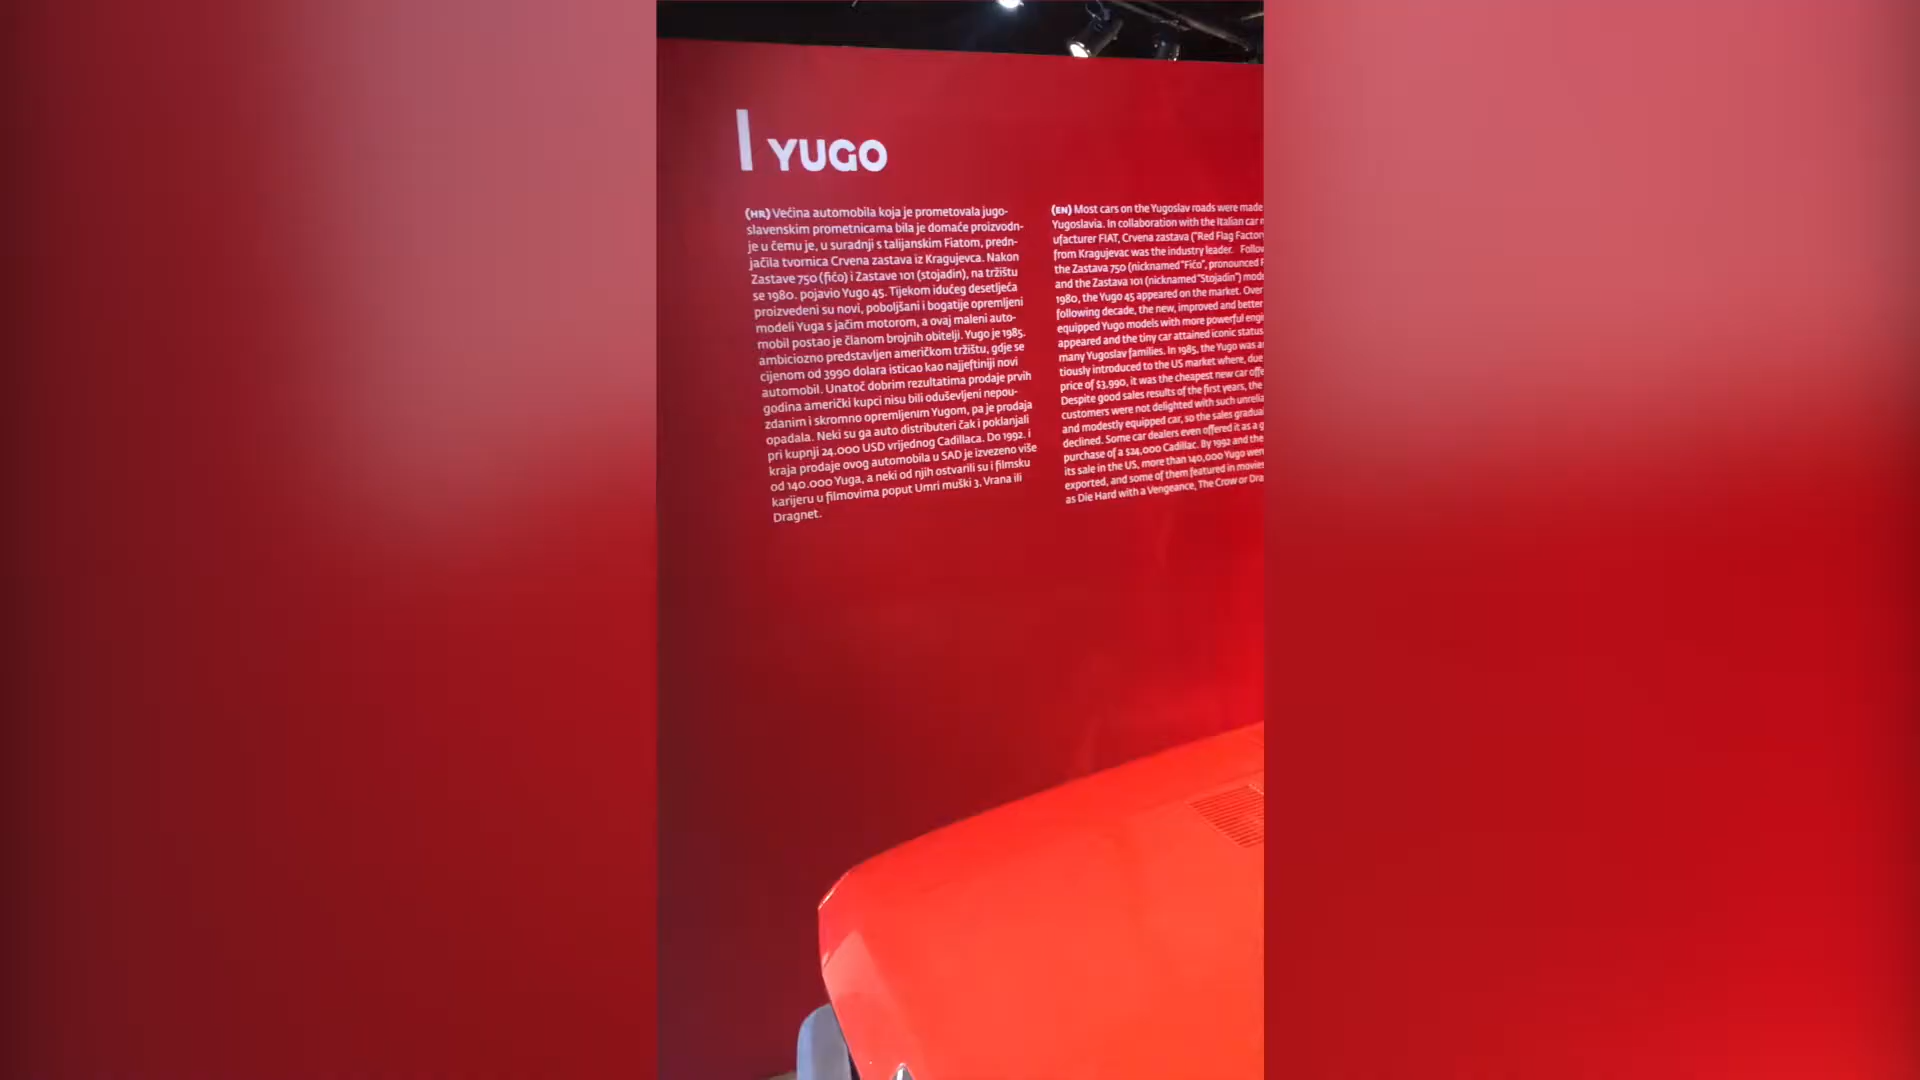 YUGO
(HR) Većina automobila koja je prometovala jugo-
slavenskim prometnicama bila je domaće proizvodn-
je u čemu je, u suradnji s talijanskim Fiatom, predn-
jačila tvornica Crvena zastava iz Kragujevca. Nakon
Zastave 750 (fićo) i Zastave 101 (stojadin), na tržištu
se 1980. pojavio Yugo 45. Tijekom idućeg desetljeća
proizvedeni su novi, poboljšani i bogatije opremljeni
modeli Yuga s jačim motorom, a ovaj maleni auto-
mobil postao je članom brojnih obitelji. Yugo je 1985.
ambiciozno predstavljen američkom tržištu, gdje se
cijenom od 3990 dolara isticao kao najjeftiniji novi
automobil. Unatoč dobrim rezultatima prodaje prvih
godina američki kupci nisu bili oduševljeni nepou-
zdanim i skromno opremljenim Yugom, pa je prodaja
opadala. Neki su ga auto distributeri čak i poklanjali
pri kupnji 24.000 USD vrijednog Cadillaca. Do 1992. i
kraja prodaje ovog automobila u SAD je izvezeno više
od 140.000 Yuga, a neki od njih ostvarili su i filmsku
karijeru u filmovima poput Umri muški 3, Vrana ili
Dragnet.
(EN) Most cars on the Yugoslav roads were made
Yugoslavia. In collaboration with the Italian car
ufacturer FIAT, Crvena zastava ("Red Flag Factor
from Kragujevac was the industry leader. Follow
the Zastava 750 (nicknamed "Fićo", pronounced
and the Zastava 101 (nicknamed "Stojadin") mod
1980, the Yugo 45 appeared on the market. Over
following decade, the new, improved and better
equipped Yugo models with more powerful engi
appeared and the tiny car attained iconic status
many Yugoslav families. In 1985, the Yugo was a
tiously introduced to the US market where, due
price of $3,990, it was the cheapest new car offe
Despite good sales results of the first years, the
customers were not delighted with such unrelia
and modestly equipped car, so the sales gradual
declined. Some car dealers even offered it as a g
purchase of a $24,000 Cadillac. By 1992 and the
its sale in the US, more than 140,000 Yugo wer
exported, and some of them featured in movies
as Die Hard with a Vengeance, The Crow or Dra